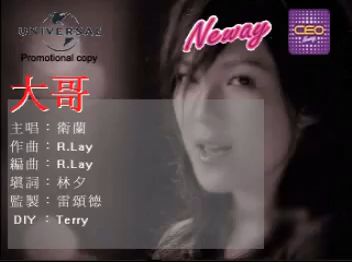 UNIVERSAL
Promotional copy
Neway
CEO
大哥
主唱：衛蘭
作曲：R.Lay
編曲：R.Lay
填詞：林夕
監製：雷頌德
DIY：Terry